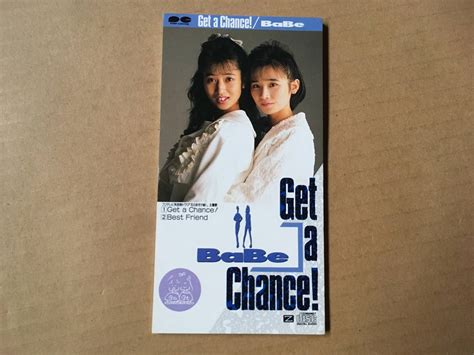 Get a Chance!/BaBe
1 Get a Chance!
2 Best Friend
BaBe
Get
a
Chance!